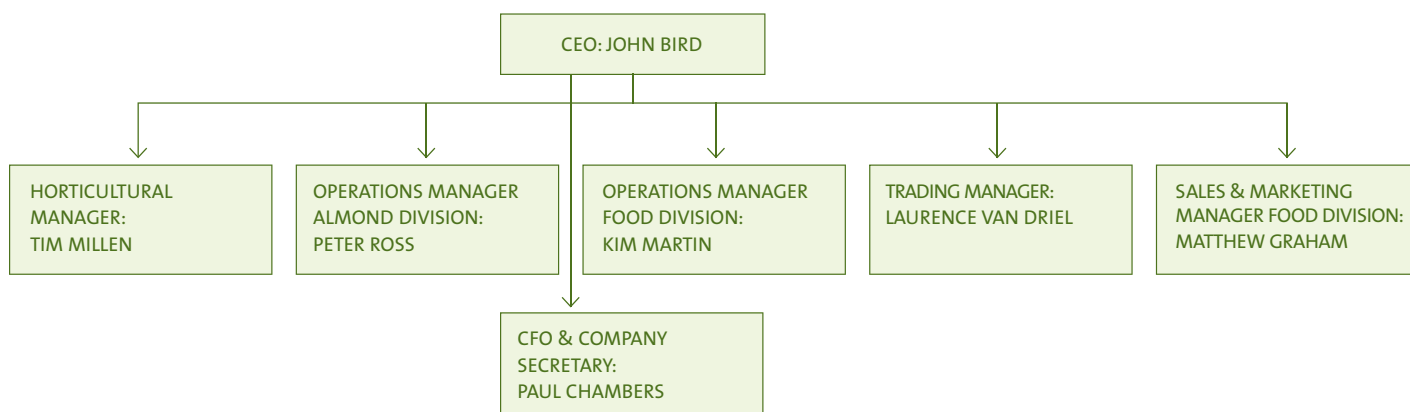 CEO: JOHN BIRD
HORTICULTURAL
MANAGER:
TIM MILLEN
OPERATIONS MANAGER
ALMOND DIVISION:
PETER ROSS
OPERATIONS MANAGER
FOOD DIVISION:
KIM MARTIN
TRADING MANAGER:
LAURENCE VAN DRIEL
SALES & MARKETING
MANAGER FOOD DIVISION:
MATTHEW GRAHAM
CFO & COMPANY
SECRETARY:
PAUL CHAMBERS